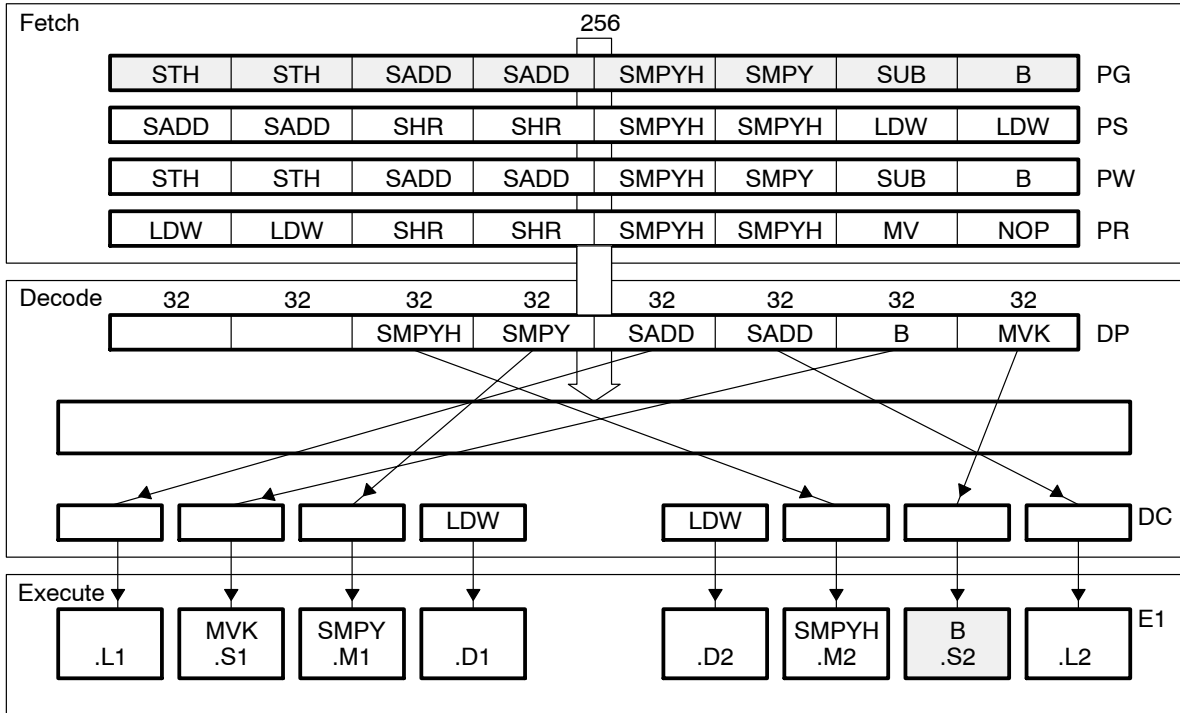 Fetch 256
STH STH SADD SADD SMPYH SMPY SUB B PG
SADD SADD SHR SHR SMPYH SMPYH LDW LDW PS
STH STH SADD SADD SMPYH SMPY SUB B PW
LDW LDW SHR SHR SMPYH SMPYH MV NOP PR
Decode 32 32 32 32 32 32 32 32
SMPYH SMPY SADD SADD B MVK DP
LDW LDW DC
Execute
MVK SMPY SMPYH B E1
.L1 .S1 .M1 .D1 .D2 .M2 .S2 .L2